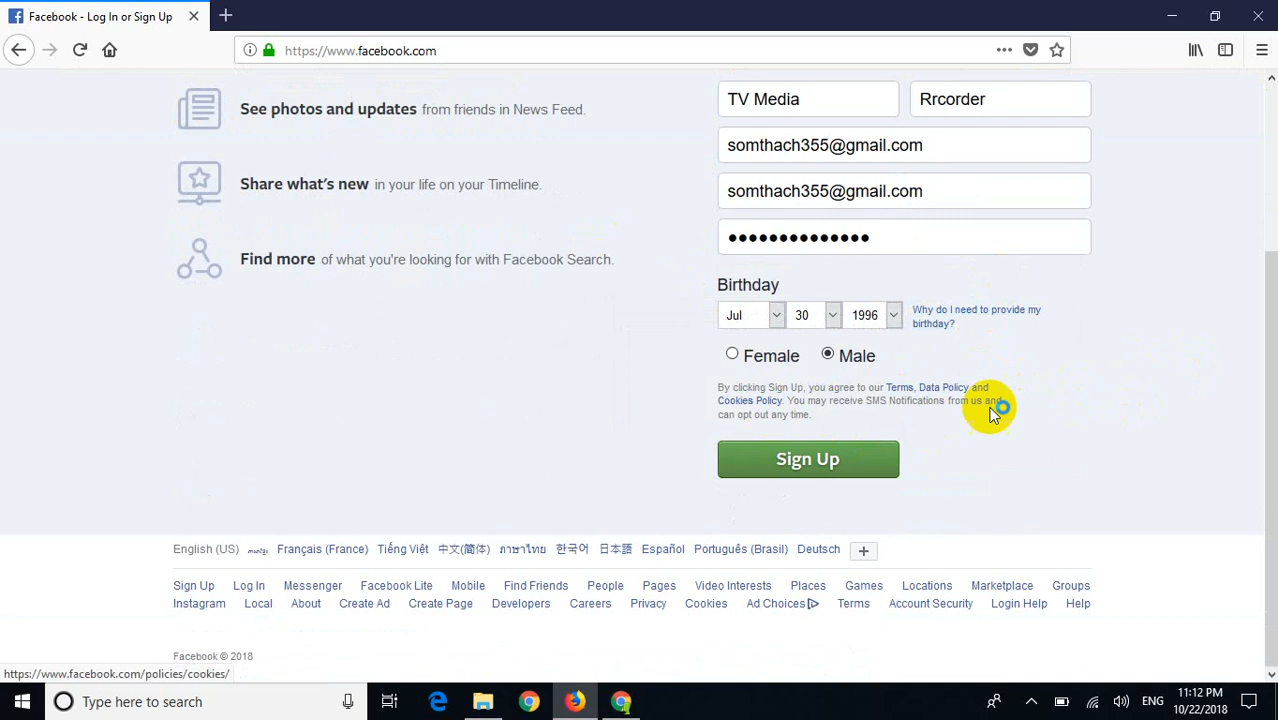 Facebook - Log In or Sign Up
https://www.facebook.com
TV Media
Rrcorder
See photos and updates from friends in News Feed.
somthach355@gmail.com
Share what's new in your life on your Timeline.
somthach355@gmail.com
Find more of what you're looking for with Facebook Search.
Birthday
Jul
30
1996
Why do I need to provide my
birthday?
Female
Male
By clicking Sign Up, you agree to our Terms, Data Policy and
Cookies Policy. You may receive SMS Notifications from us and
can opt out any time.
Sign Up
English (US) Français (France) Tiếng Việt 中文(简体) ภาษาไทย 한국어 日本語 Español Português (Brasil) Deutsch
Sign Up Log In Messenger Facebook Lite Mobile Find Friends People Pages Video Interests Places Games Locations Marketplace Groups
Instagram Local About Create Ad Create Page Developers Careers Privacy Cookies Ad Choices Terms Account Security Login Help Help
Facebook © 2018
https://www.facebook.com/policies/cookies/
Type here to search
ENG
11:12 PM
10/22/2018